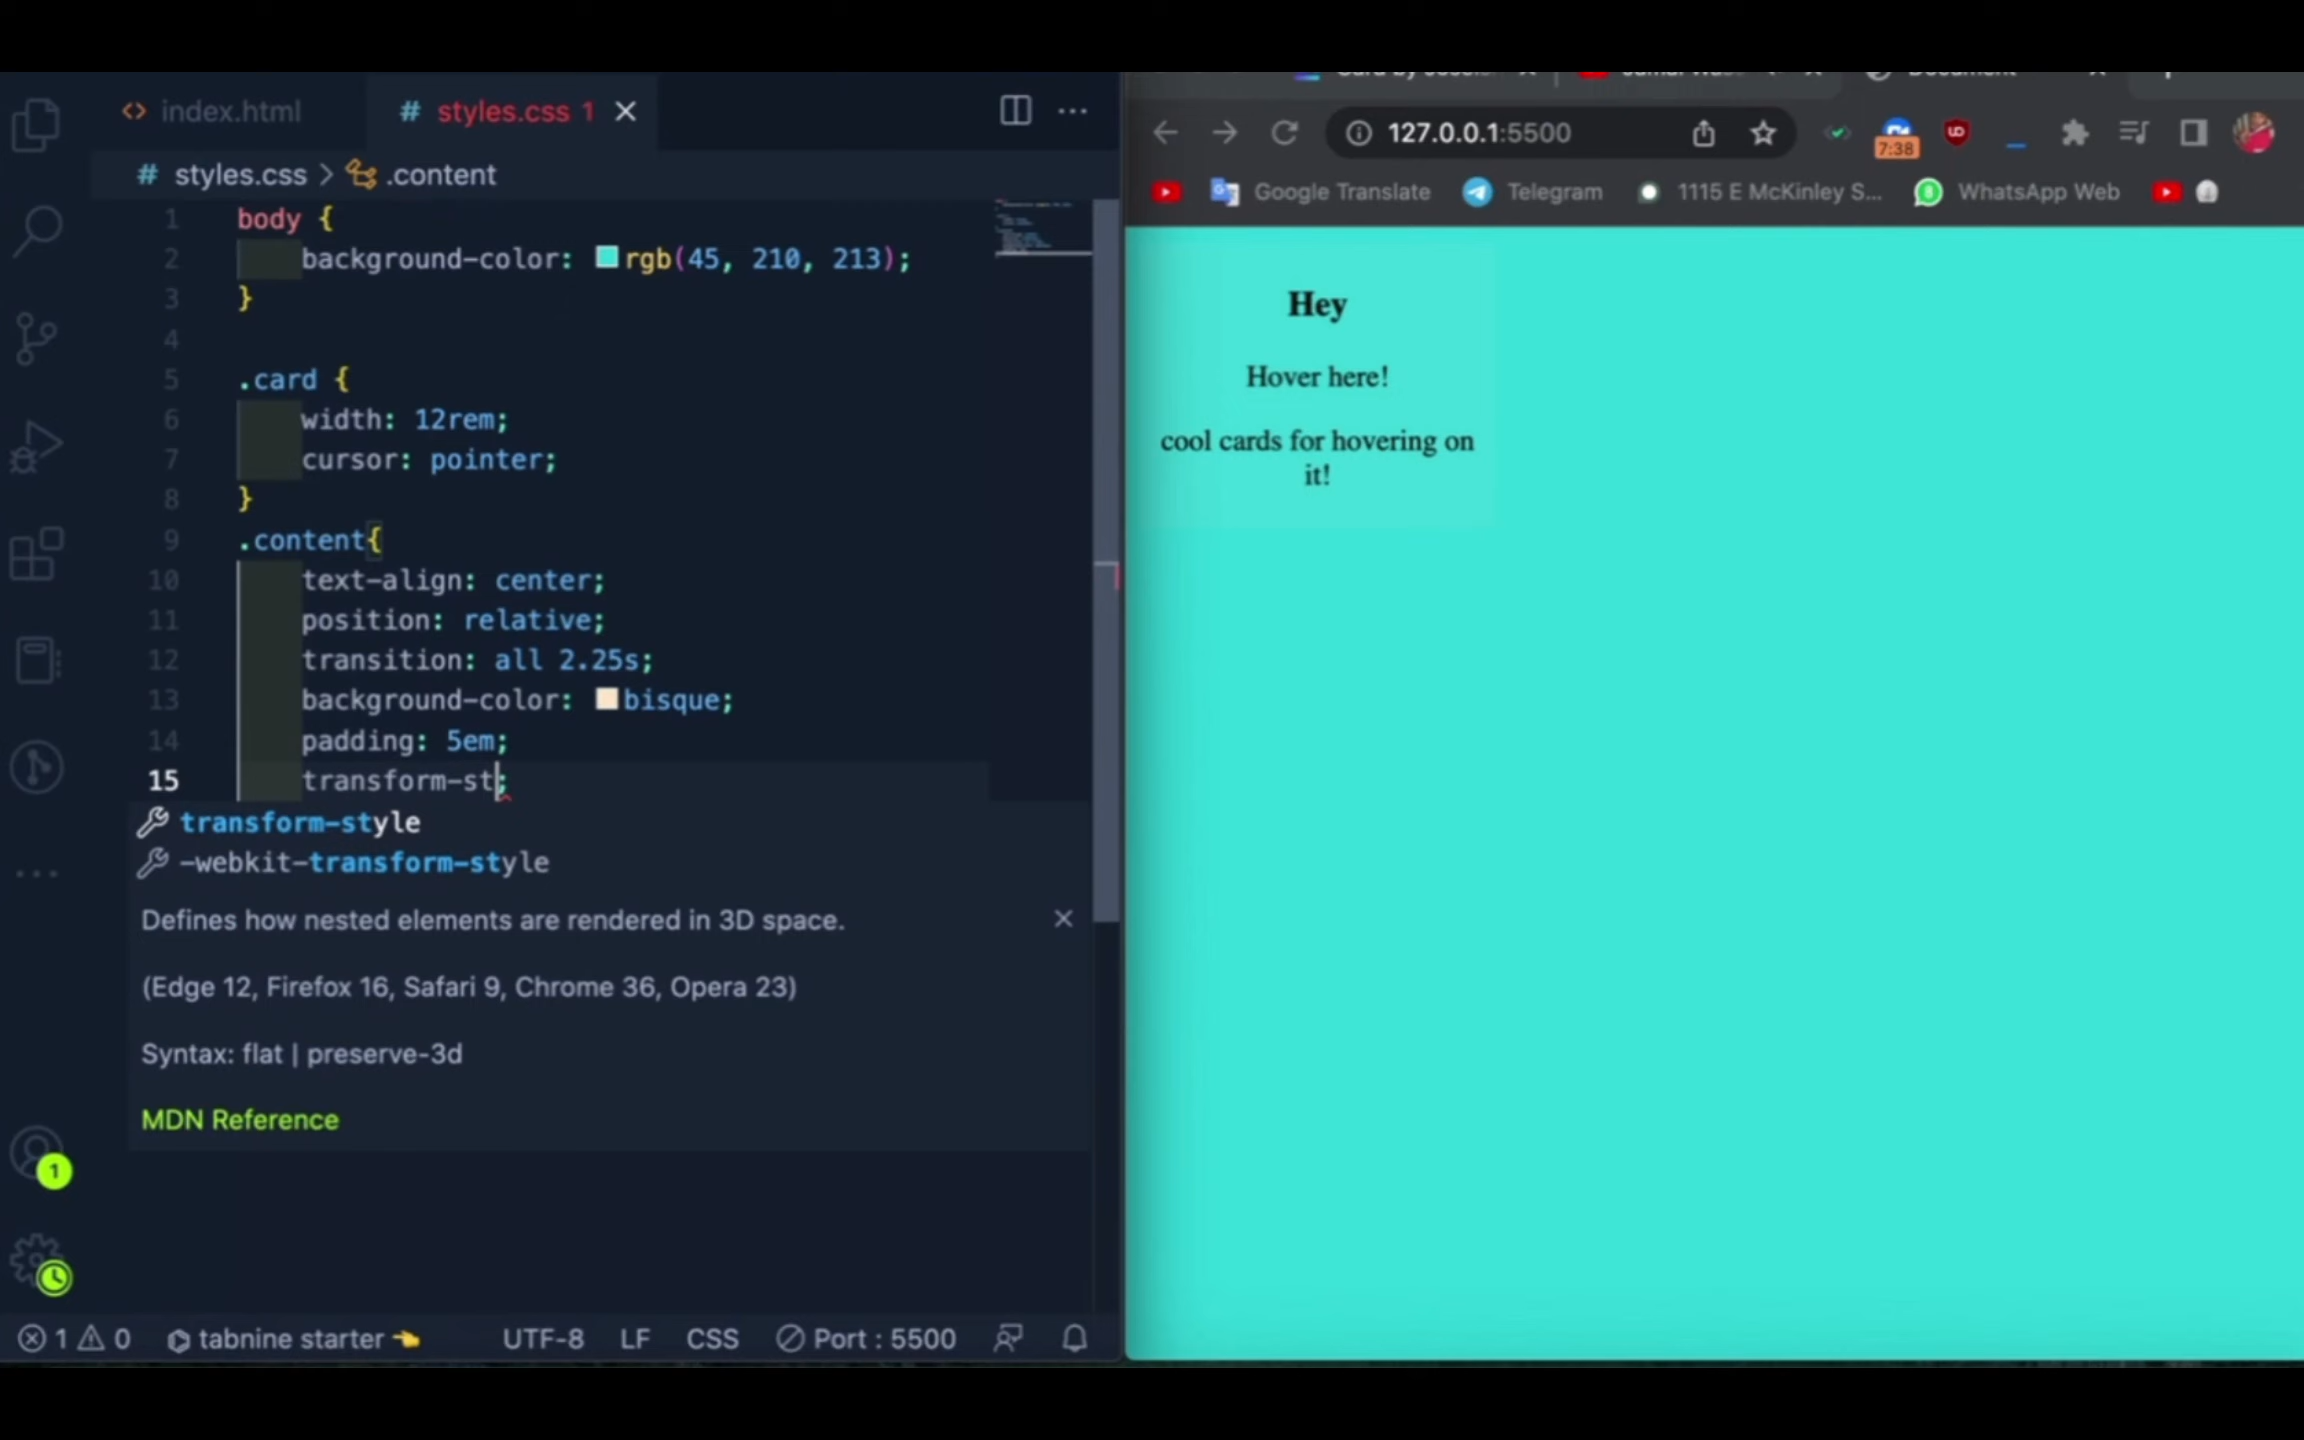 index.html
styles.css 1
127.0.0.1:5500
7:38
styles.css > .content
Google Translate
Telegram
1115 E McKinley S...
WhatsApp Web
1 body {
2 background-color: rgb(45, 210, 213);
3 }
4
5 .card {
6 width: 12rem;
7 cursor: pointer;
8 }
9 .content{
10 text-align: center;
11 position: relative;
12 transition: all 2.25s;
13 background-color: bisque;
14 padding: 5em;
15 transform-st;
transform-style
-webkit-transform-style
Defines how nested elements are rendered in 3D space.
(Edge 12, Firefox 16, Safari 9, Chrome 36, Opera 23)
Syntax: flat | preserve-3d
MDN Reference
1
1 0
tabnine starter
UTF-8
LF
CSS
Port : 5500
Hey
Hover here!
cool cards for hovering on
it!